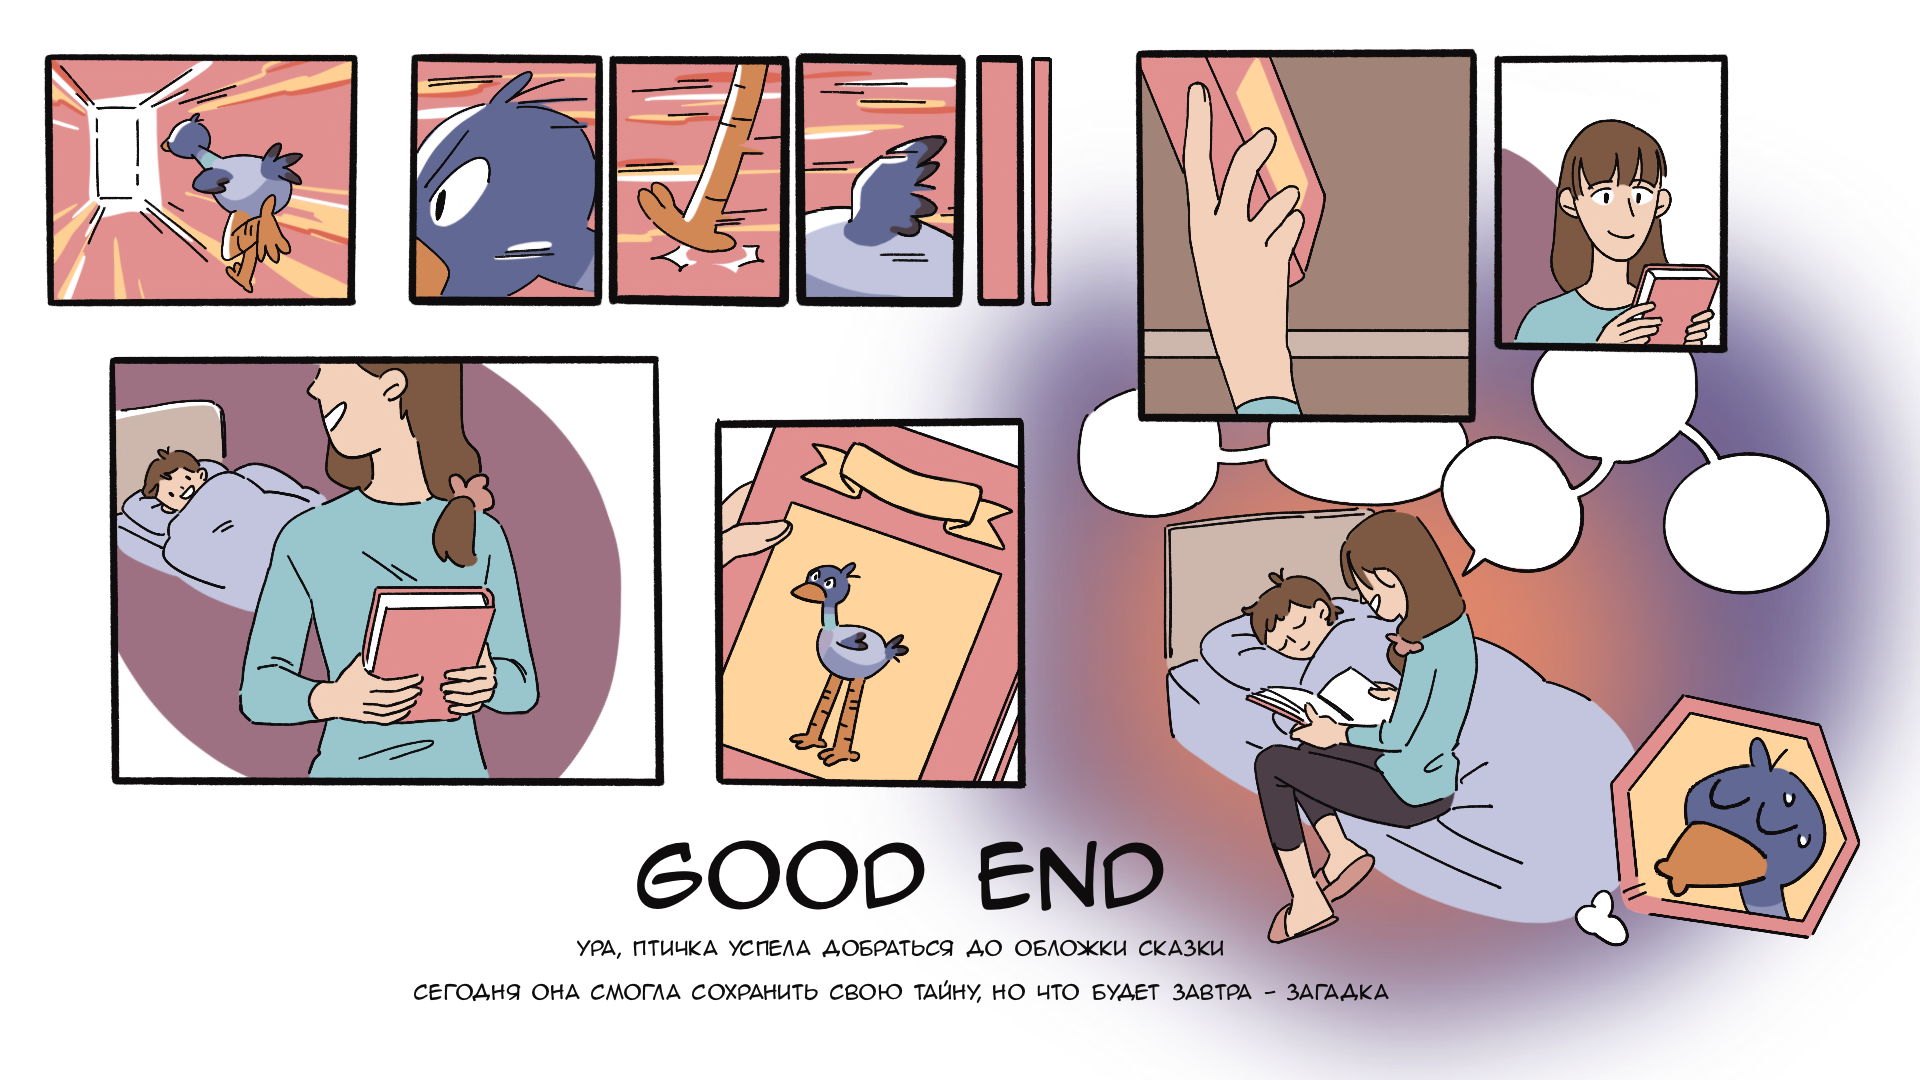 GOOD END
УРА, ПТИЧКА УСПЕЛА ДОБРАТЬСЯ ДО ОБЛОЖКИ СКАЗКИ
СЕГОДНЯ ОНА СМОГЛА СОХРАНИТЬ СВОЮ ТАЙНУ, НО ЧТО БУДЕТ ЗАВТРА - ЗАГАДКА